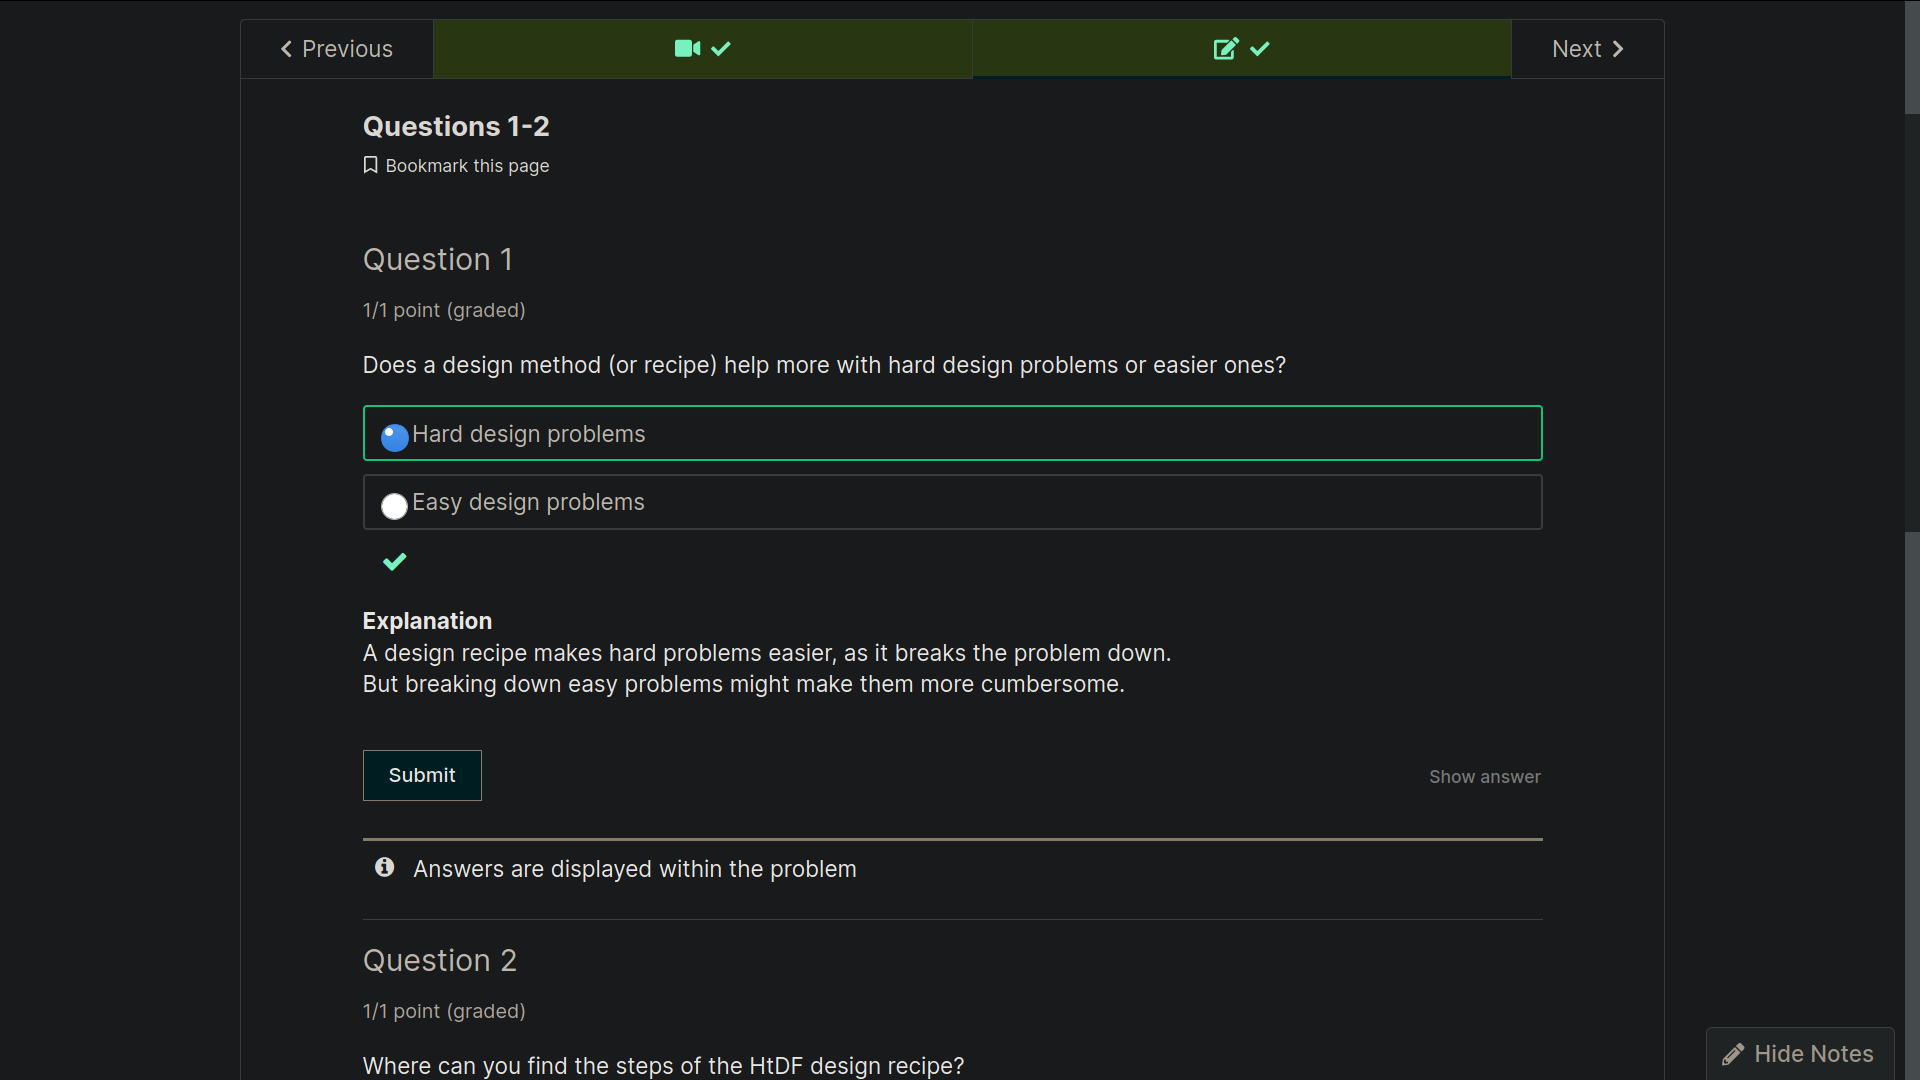 Previous
Next
Questions 1-2
Bookmark this page
Question 1
1/1 point (graded)
Does a design method (or recipe) help more with hard design problems or easier ones?
Hard design problems
Easy design problems
Explanation
A design recipe makes hard problems easier, as it breaks the problem down.
But breaking down easy problems might make them more cumbersome.
Submit
Show answer
Answers are displayed within the problem
Question 2
1/1 point (graded)
Where can you find the steps of the HtDF design recipe?
Hide Notes